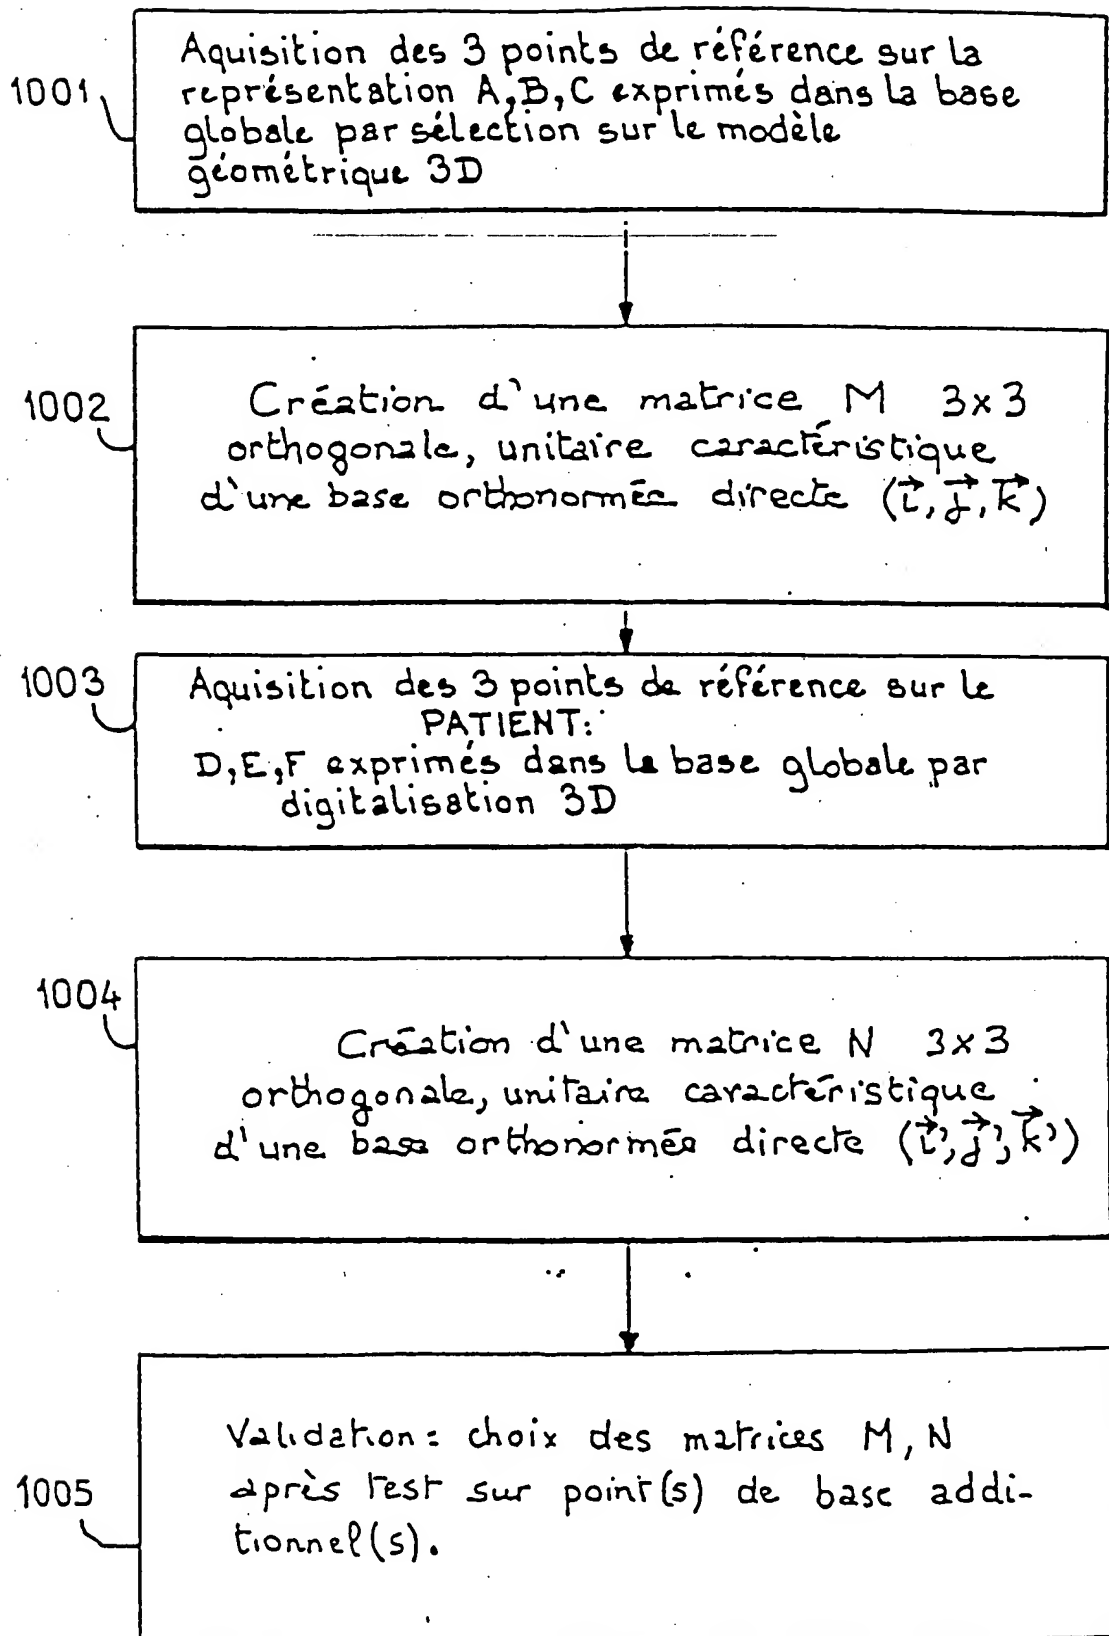 1001
Aquisition des 3 points de référence sur la
représentation A,B,C exprimés dans la base
globale par sélection sur le modèle
géométrique 3D
1002
Création d'une matrice M 3x3
orthogonale, unitaire caractéristique
d'une base orthonormée directe (i⃗, j⃗, k⃗)
1003
Aquisition des 3 points de référence sur le
PATIENT:
D,E,F exprimés dans la base globale par
digitalisation 3D
1004
Création d'une matrice N 3x3
orthogonale, unitaire caractéristique
d'une base orthonormée directe (i⃗', j⃗', k⃗')
1005
Validation: choix des matrices M, N
après test sur point(s) de base addi-
tionnel(s).